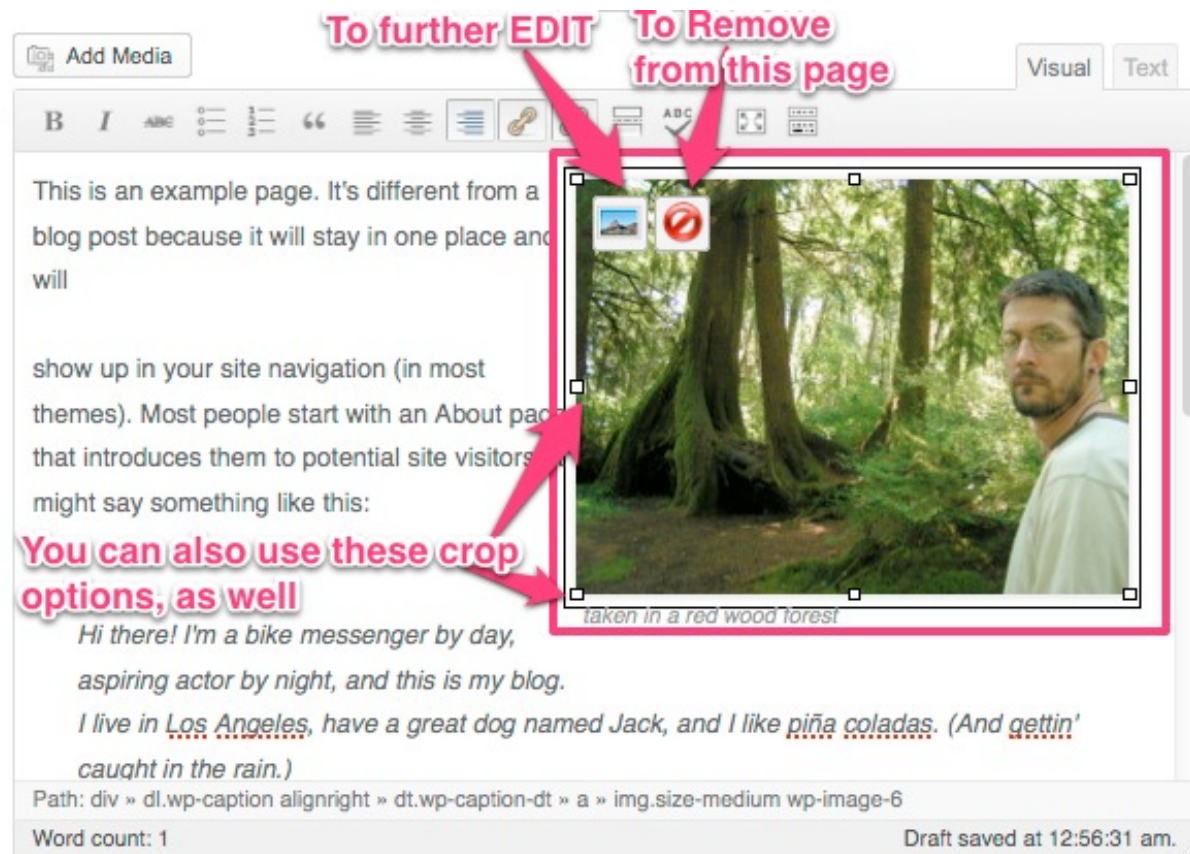 To further EDIT
To Remove
from this page
Add Media
Visual Text
B I ABC 1 2 3 “ ABC
This is an example page. It's different from a
blog post because it will stay in one place and
will
show up in your site navigation (in most
themes). Most people start with an About pag
that introduces them to potential site visitors
might say something like this:
You can also use these crop
options, as well
taken in a red wood forest
Hi there! I'm a bike messenger by day,
aspiring actor by night, and this is my blog.
I live in Los Angeles, have a great dog named Jack, and I like piña coladas. (And gettin'
caught in the rain.)
Path: div » dl.wp-caption alignright » dt.wp-caption-dt » a » img.size-medium wp-image-6
Word count: 1
Draft saved at 12:56:31 am.